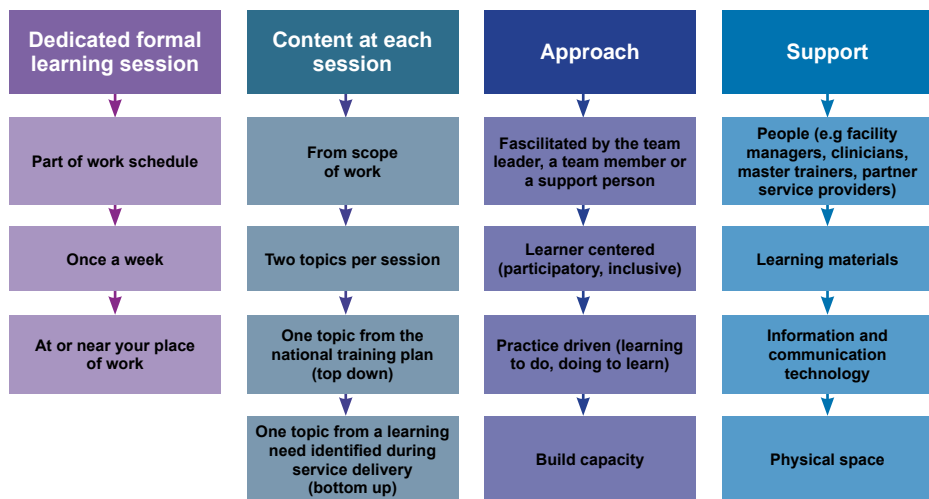 Dedicated formal
learning session
Part of work schedule
Once a week
At or near your place
of work
Content at each
session
From scope
of work
Two topics per session
One topic from the
national training plan
(top down)
One topic from a learning
need identified during
service delivery
(bottom up)
Approach
Fascilitated by the team
leader, a team member or
a support person
Learner centered
(participatory, inclusive)
Practice driven (learning
to do, doing to learn)
Build capacity
Support
People (e.g facility
managers, clinicians,
master trainers, partner
service providers)
Learning materials
Information and
communication
technology
Physical space